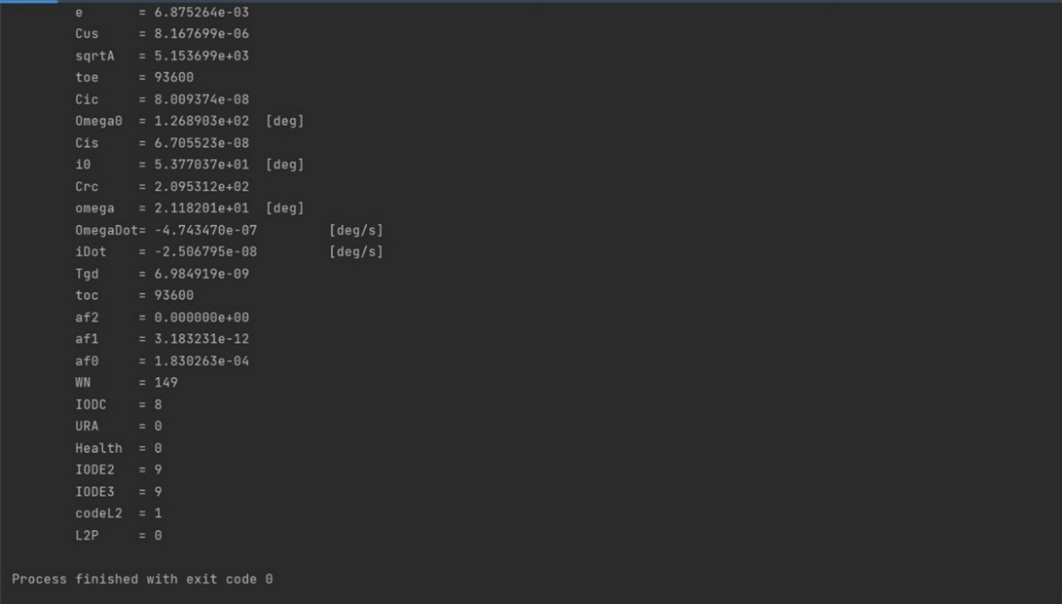 e = 6.875264e-03
Cus = 8.167699e-06
sqrtA = 5.153699e+03
toe = 93600
Cic = 8.009374e-08
Omega0 = 1.268903e+02 [deg]
Cis = 6.705523e-08
i0 = 5.377037e+01 [deg]
Crc = 2.095312e+02
omega = 2.118201e+01 [deg]
OmegaDot= -4.743470e-07 [deg/s]
iDot = -2.506795e-08 [deg/s]
Tgd = 6.984919e-09
toc = 93600
af2 = 0.000000e+00
af1 = 3.183231e-12
af0 = 1.830263e-04
WN = 149
IODC = 8
URA = 0
Health = 0
IODE2 = 9
IODE3 = 9
codeL2 = 1
L2P = 0
Process finished with exit code 0